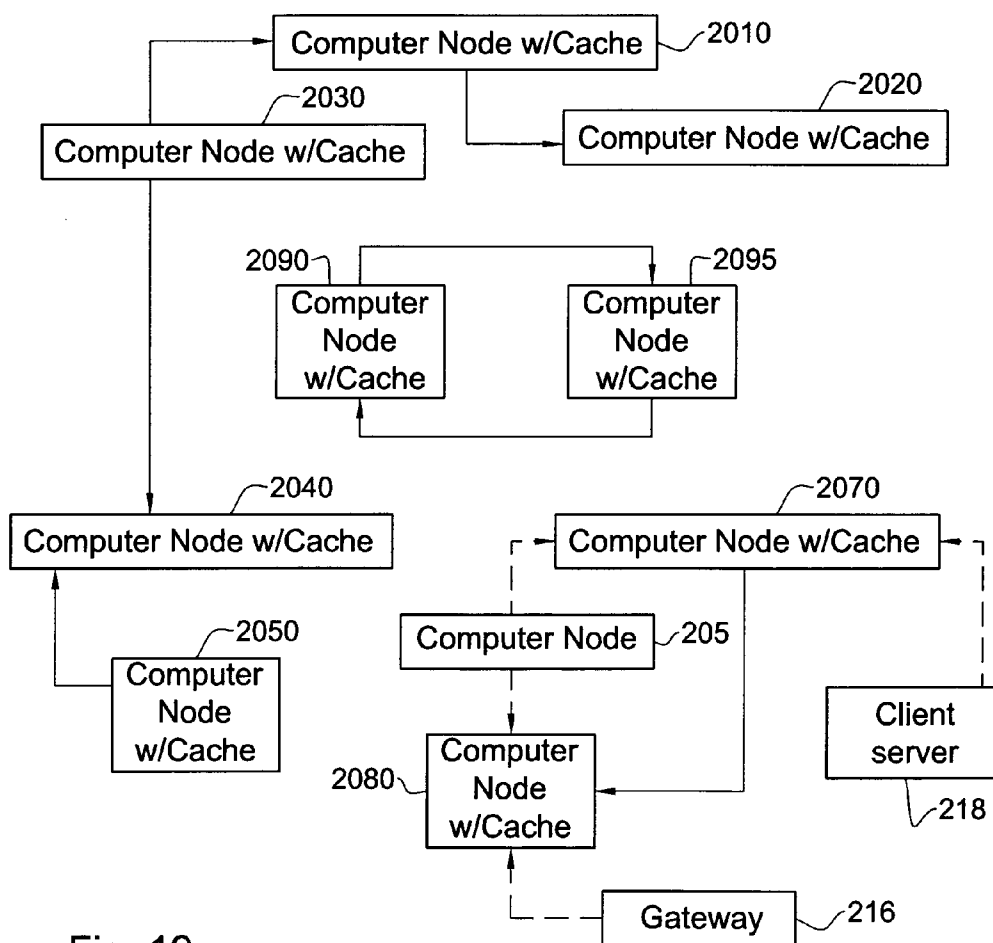 Computer Node w/Cache
2010
2020
2030
Computer Node w/Cache
Computer Node w/Cache
2090
2095
Computer
Node
w/Cache
Computer
Node
w/Cache
2040
2070
Computer Node w/Cache
Computer Node w/Cache
Computer Node
205
2050
Computer
Node
w/Cache
Client
server
218
2080
Computer
Node
w/Cache
Gateway
216